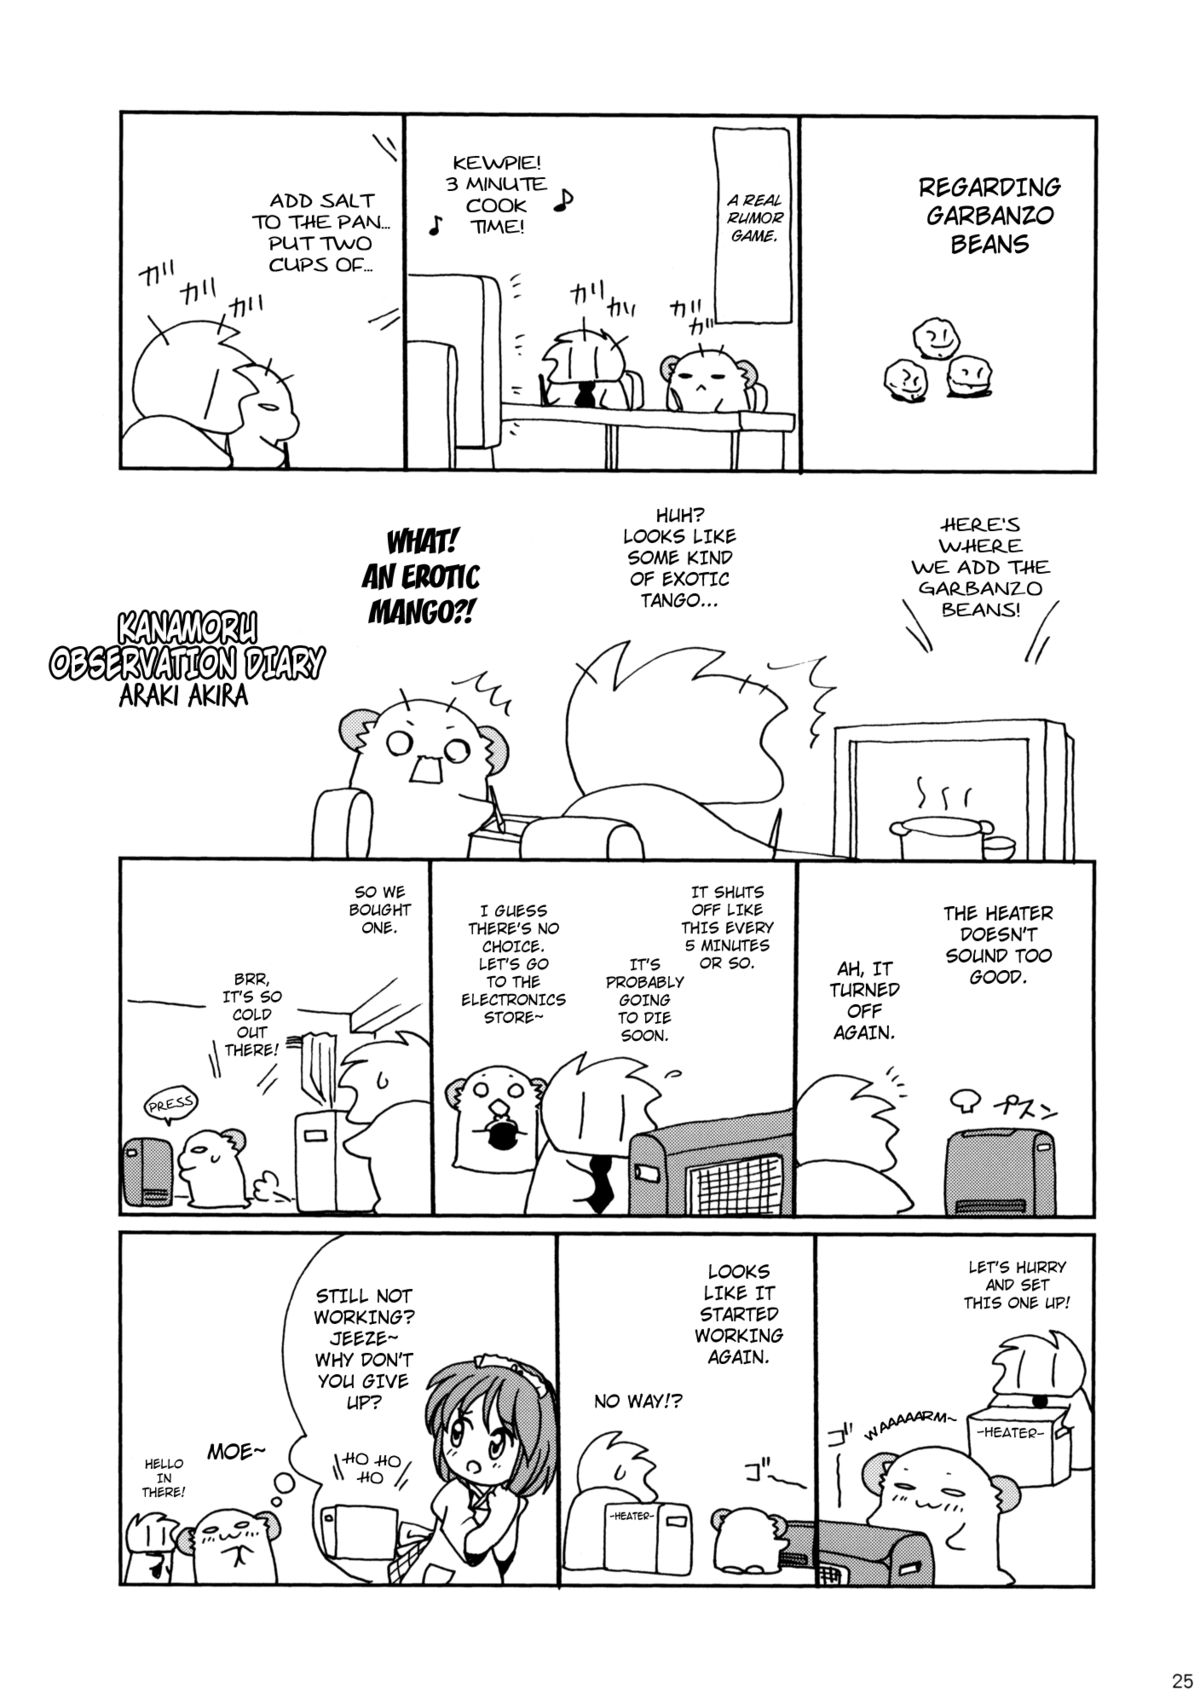 REGARDING
GARBANZO
BEANS
A REAL
RUMOR
GAME.
KEWPIE!
3 MINUTE
COOK
TIME!
ガリ
ガリ
ガリ
ガリ
ADD SALT
TO THE PAN...
PUT TWO
CUPS OF...
ガリ
ガリ
ガリ
HERE'S
WHERE
WE ADD THE
GARBANZO
BEANS!
HUH?
LOOKS LIKE
SOME KIND
OF EXOTIC
TANGO...
WHAT!
AN EROTIC
MANGO?!
KANAMORU
OBSERVATION DIARY
ARAKI AKIRA
THE HEATER
DOESN'T
SOUND TOO
GOOD.
プスン
AH, IT
TURNED
OFF
AGAIN.
IT SHUTS
OFF LIKE
THIS EVERY
5 MINUTES
OR SO.
IT'S
PROBABLY
GOING
TO DIE
SOON.
I GUESS
THERE'S NO
CHOICE.
LET'S GO
TO THE
ELECTRONICS
STORE~
SO WE
BOUGHT
ONE.
BRR,
IT'S SO
COLD
OUT
THERE!
PRESS
LET'S HURRY
AND SET
THIS ONE UP!
-HEATER-
WAAAAARM~
ゴー
LOOKS
LIKE IT
STARTED
WORKING
AGAIN.
NO WAY!?
ゴー
-HEATER-
STILL NOT
WORKING?
JEEZE~
WHY DON'T
YOU GIVE
UP?
HO HO
HO
MOE~
HELLO
IN
THERE!
25